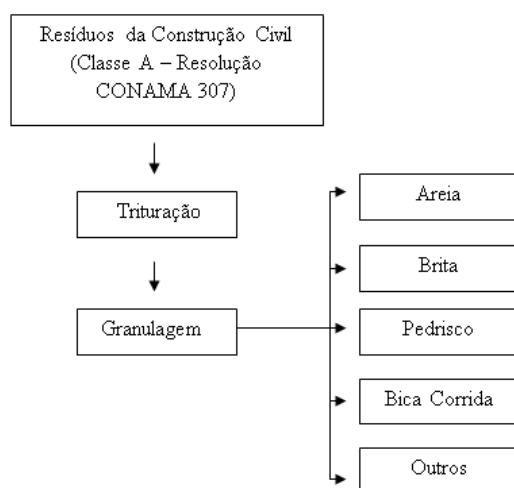 Resíduos da Construção Civil
(Classe A – Resolução
CONAMA 307)
Trituração
Granulagem
Areia
Brita
Pedrisco
Bica Corrida
Outros